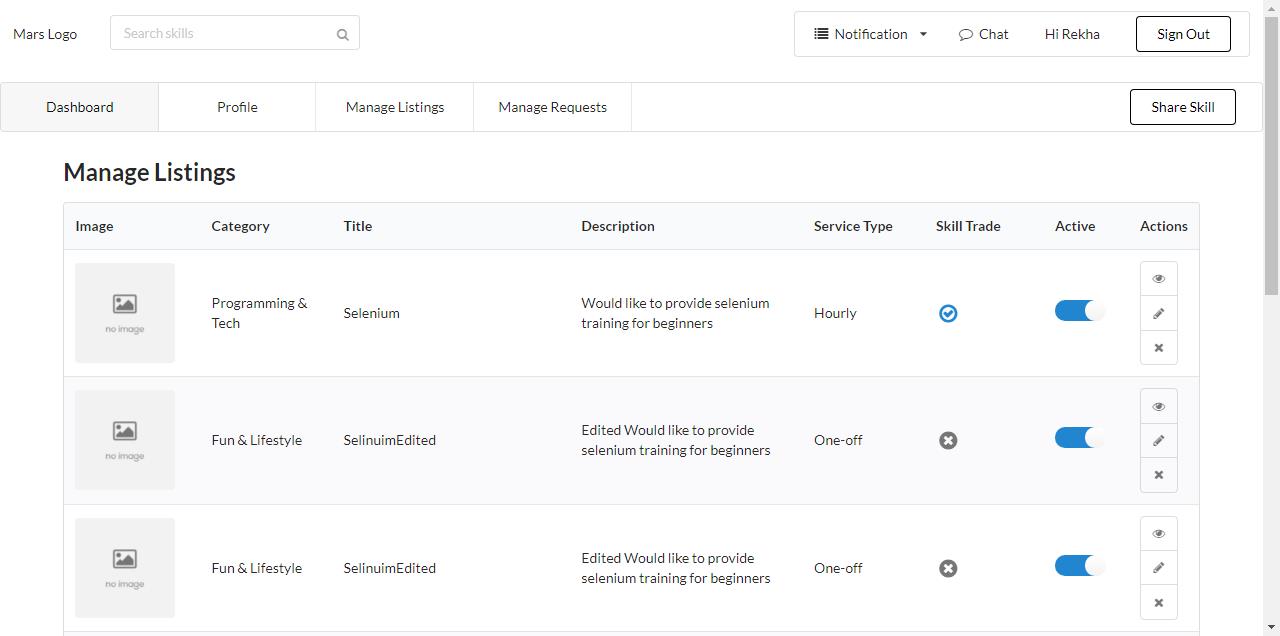 Mars Logo Search skills Notification Chat Hi Rekha Sign Out
Dashboard Profile Manage Listings Manage Requests Share Skill
Manage Listings
Image Category Title Description Service Type Skill Trade Active Actions
no image
Programming &
Tech
Selenium
Would like to provide selenium
training for beginners
Hourly
no image
Fun & Lifestyle
SelinuimEdited
Edited Would like to provide
selenium training for beginners
One-off
no image
Fun & Lifestyle
SelinuimEdited
Edited Would like to provide
selenium training for beginners
One-off